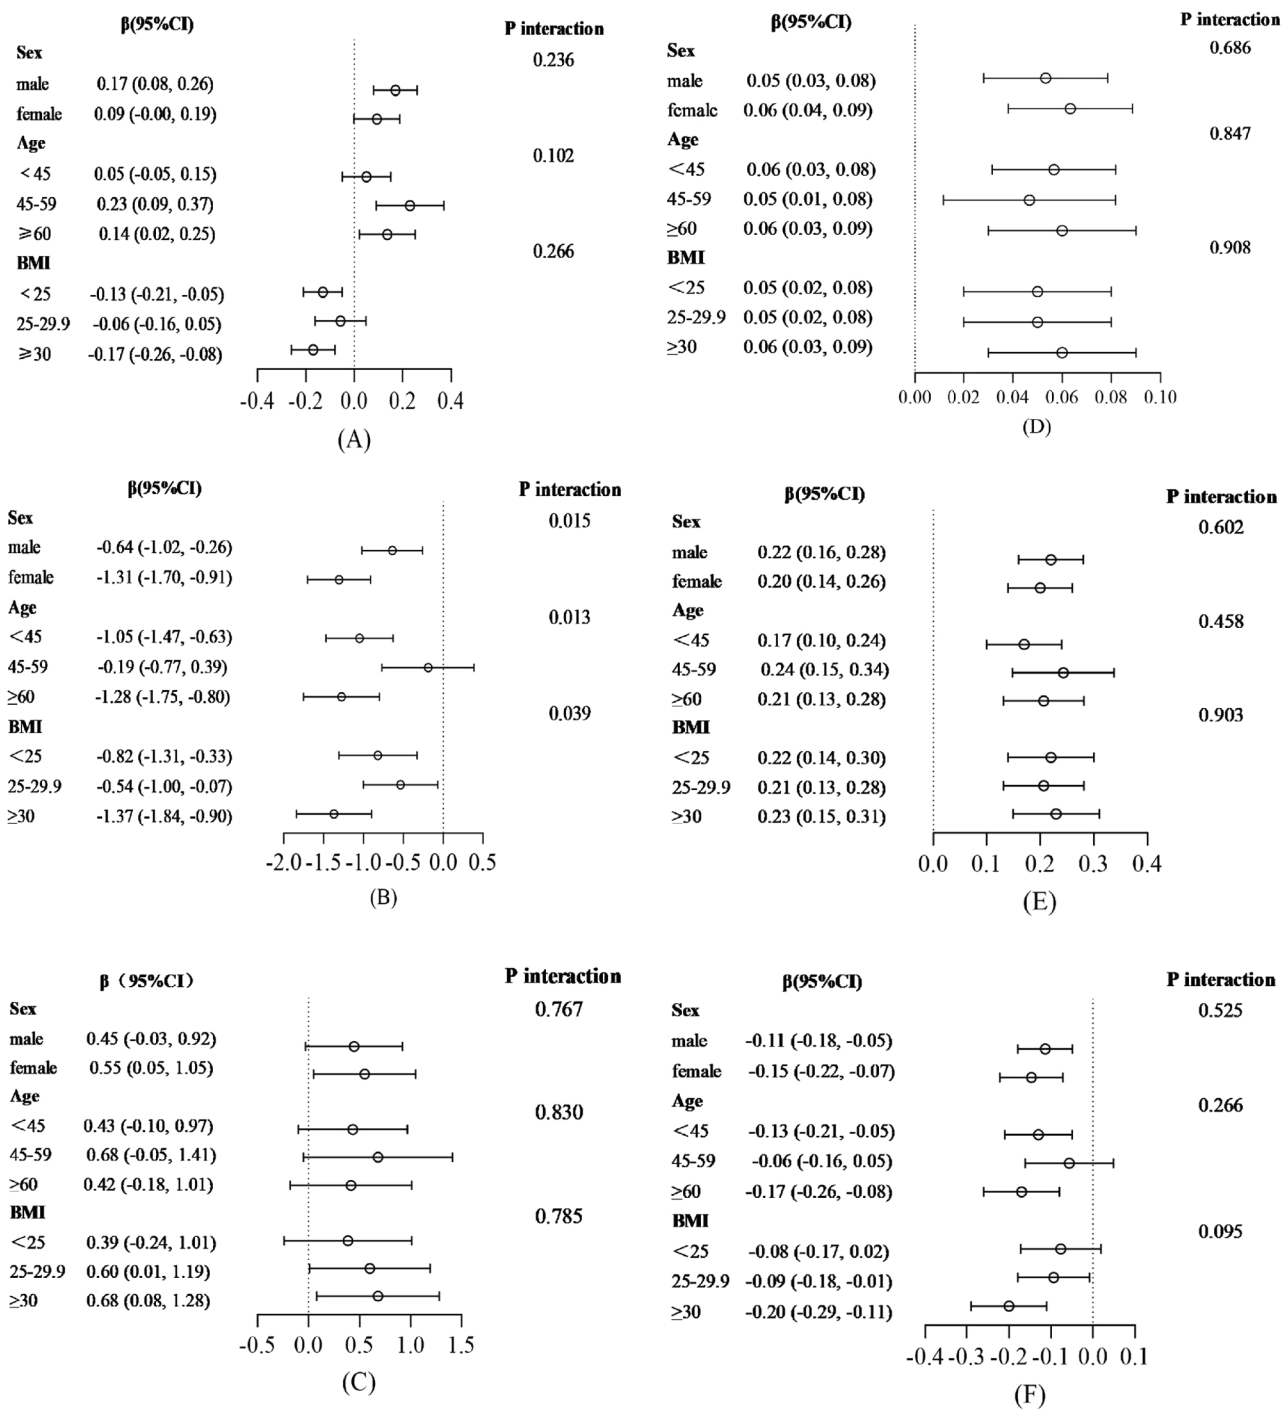 β(95%CI) P interaction
Sex 0.236
male 0.17 (0.08, 0.26)
female 0.09 (-0.00, 0.19)
Age 0.102
<45 0.05 (-0.05, 0.15)
45-59 0.23 (0.09, 0.37)
≥60 0.14 (0.02, 0.25)
BMI 0.266
<25 -0.13 (-0.21, -0.05)
25-29.9 -0.06 (-0.16, 0.05)
≥30 -0.17 (-0.26, -0.08)
-0.4 -0.2 0.0 0.2 0.4
(A)
β(95%CI) P interaction
Sex 0.686
male 0.05 (0.03, 0.08)
female 0.06 (0.04, 0.09)
Age 0.847
<45 0.06 (0.03, 0.08)
45-59 0.05 (0.01, 0.08)
≥60 0.06 (0.03, 0.09)
BMI 0.908
<25 0.05 (0.02, 0.08)
25-29.9 0.05 (0.02, 0.08)
≥30 0.06 (0.03, 0.09)
0.00 0.02 0.04 0.06 0.08 0.10
(D)
β(95%CI) P interaction
Sex 0.015
male -0.64 (-1.02, -0.26)
female -1.31 (-1.70, -0.91)
Age 0.013
<45 -1.05 (-1.47, -0.63)
45-59 -0.19 (-0.77, 0.39)
≥60 -1.28 (-1.75, -0.80)
BMI 0.039
<25 -0.82 (-1.31, -0.33)
25-29.9 -0.54 (-1.00, -0.07)
≥30 -1.37 (-1.84, -0.90)
-2.0 -1.5 -1.0 -0.5 0.0 0.5
(B)
β(95%CI) P interaction
Sex 0.602
male 0.22 (0.16, 0.28)
female 0.20 (0.14, 0.26)
Age 0.458
<45 0.17 (0.10, 0.24)
45-59 0.24 (0.15, 0.34)
≥60 0.21 (0.13, 0.28)
BMI 0.903
<25 0.22 (0.14, 0.30)
25-29.9 0.21 (0.13, 0.28)
≥30 0.23 (0.15, 0.31)
0.0 0.1 0.2 0.3 0.4
(E)
β（95%CI） P interaction
Sex 0.767
male 0.45 (-0.03, 0.92)
female 0.55 (0.05, 1.05)
Age 0.830
<45 0.43 (-0.10, 0.97)
45-59 0.68 (-0.05, 1.41)
≥60 0.42 (-0.18, 1.01)
BMI 0.785
<25 0.39 (-0.24, 1.01)
25-29.9 0.60 (0.01, 1.19)
≥30 0.68 (0.08, 1.28)
-0.5 0.0 0.5 1.0 1.5
(C)
β(95%CI) P interaction
Sex 0.525
male -0.11 (-0.18, -0.05)
female -0.15 (-0.22, -0.07)
Age 0.266
<45 -0.13 (-0.21, -0.05)
45-59 -0.06 (-0.16, 0.05)
≥60 -0.17 (-0.26, -0.08)
BMI 0.095
<25 -0.08 (-0.17, 0.02)
25-29.9 -0.09 (-0.18, -0.01)
≥30 -0.20 (-0.29, -0.11)
-0.4 -0.3 -0.2 -0.1 0.0 0.1
(F)